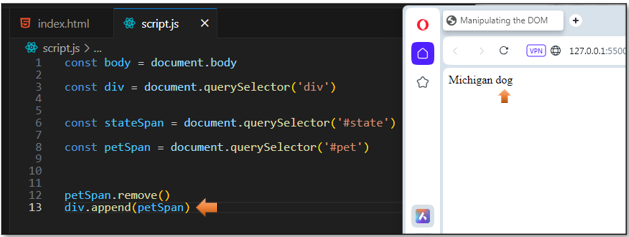 index.html
script.js
script.js > ...
1 const body = document.body
2
3 const div = document.querySelector('div')
4
5
6 const stateSpan = document.querySelector('#state')
7
8 const petSpan = document.querySelector('#pet')
9
10
11
12 petSpan.remove()
13 div.append(petSpan)
Manipulating the DOM
VPN 127.0.0.1:5500
Michigan dog